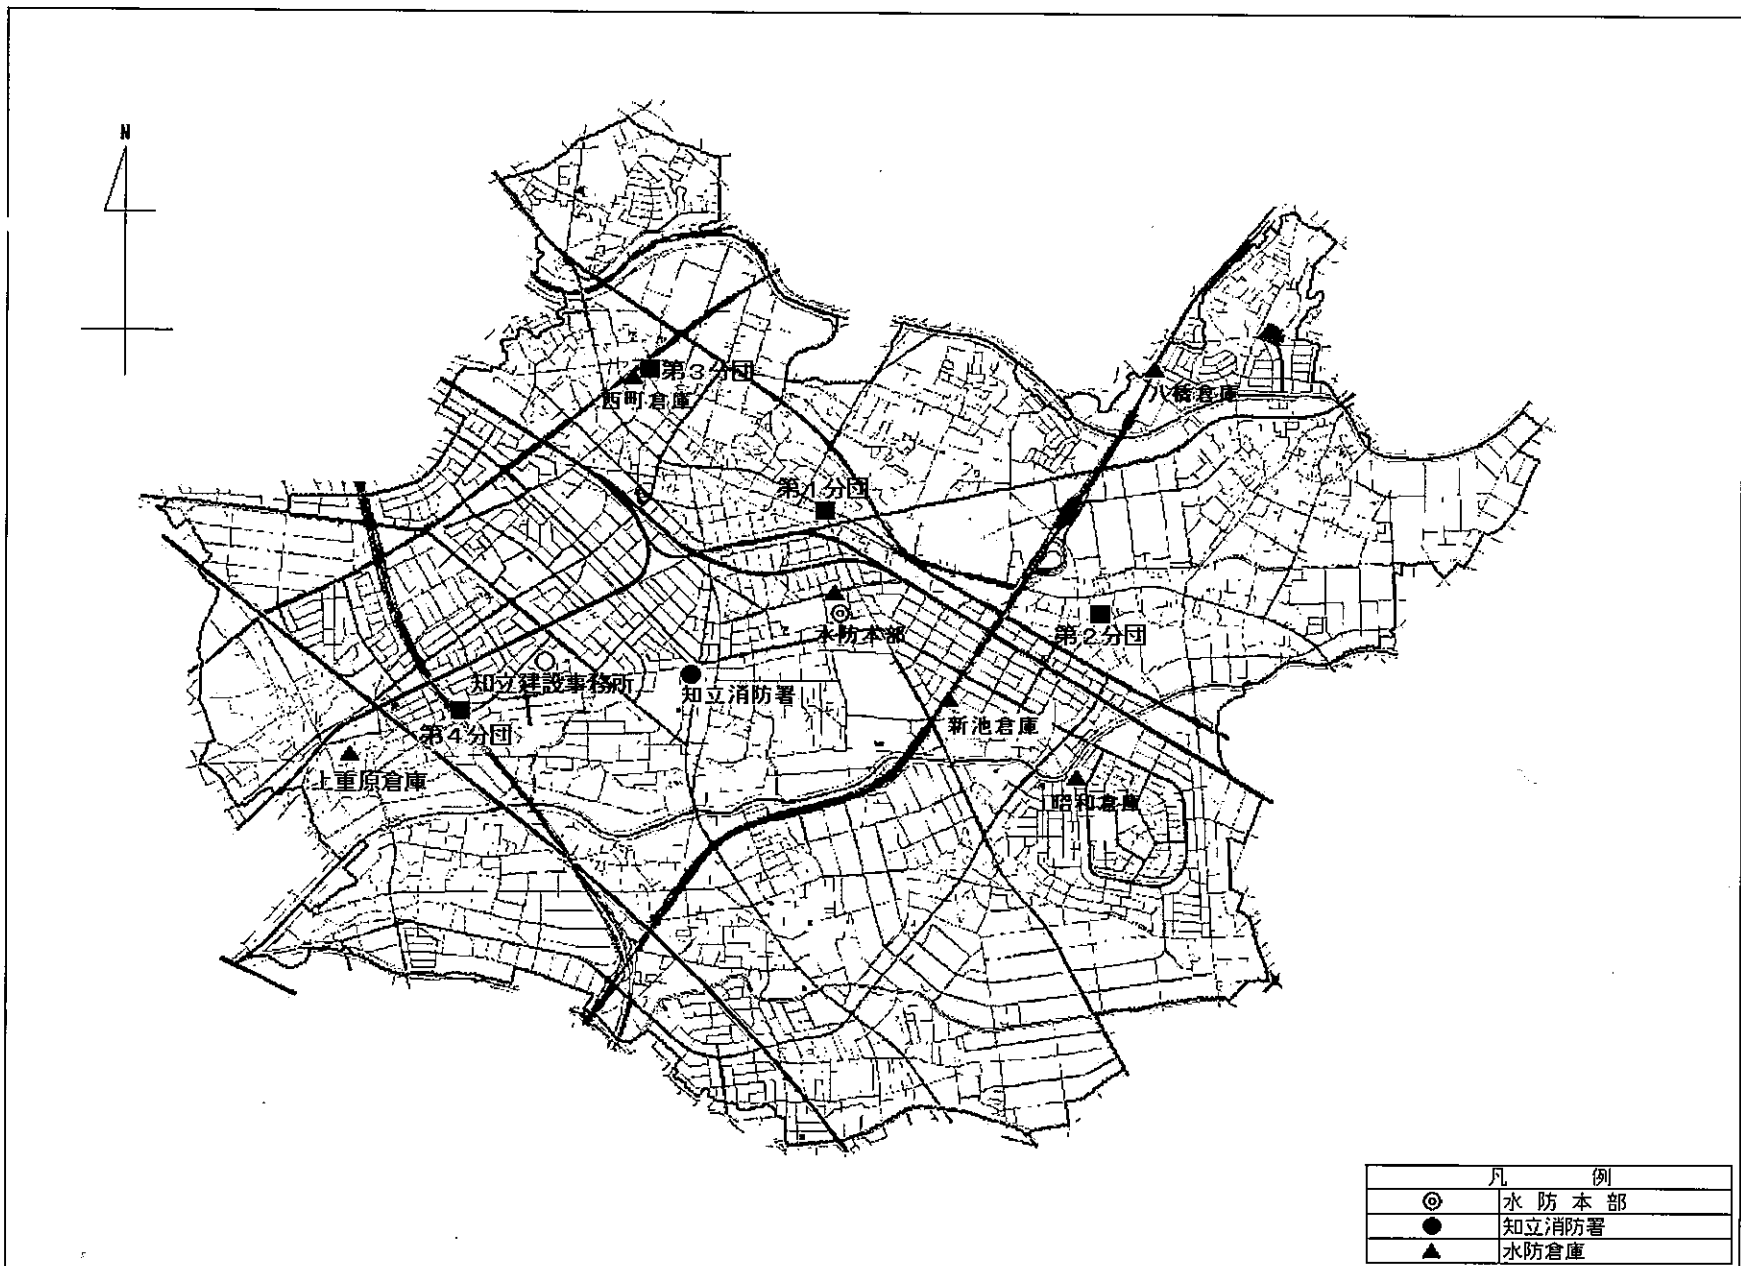 N
第3分団
西町倉庫
八橋倉庫
第1分団
水防本部
第2分団
知立建設事務所
知立消防署
新池倉庫
第4分団
上重原倉庫
昭和倉庫
凡 例
◎ 水防本部
● 知立消防署
▲ 水防倉庫